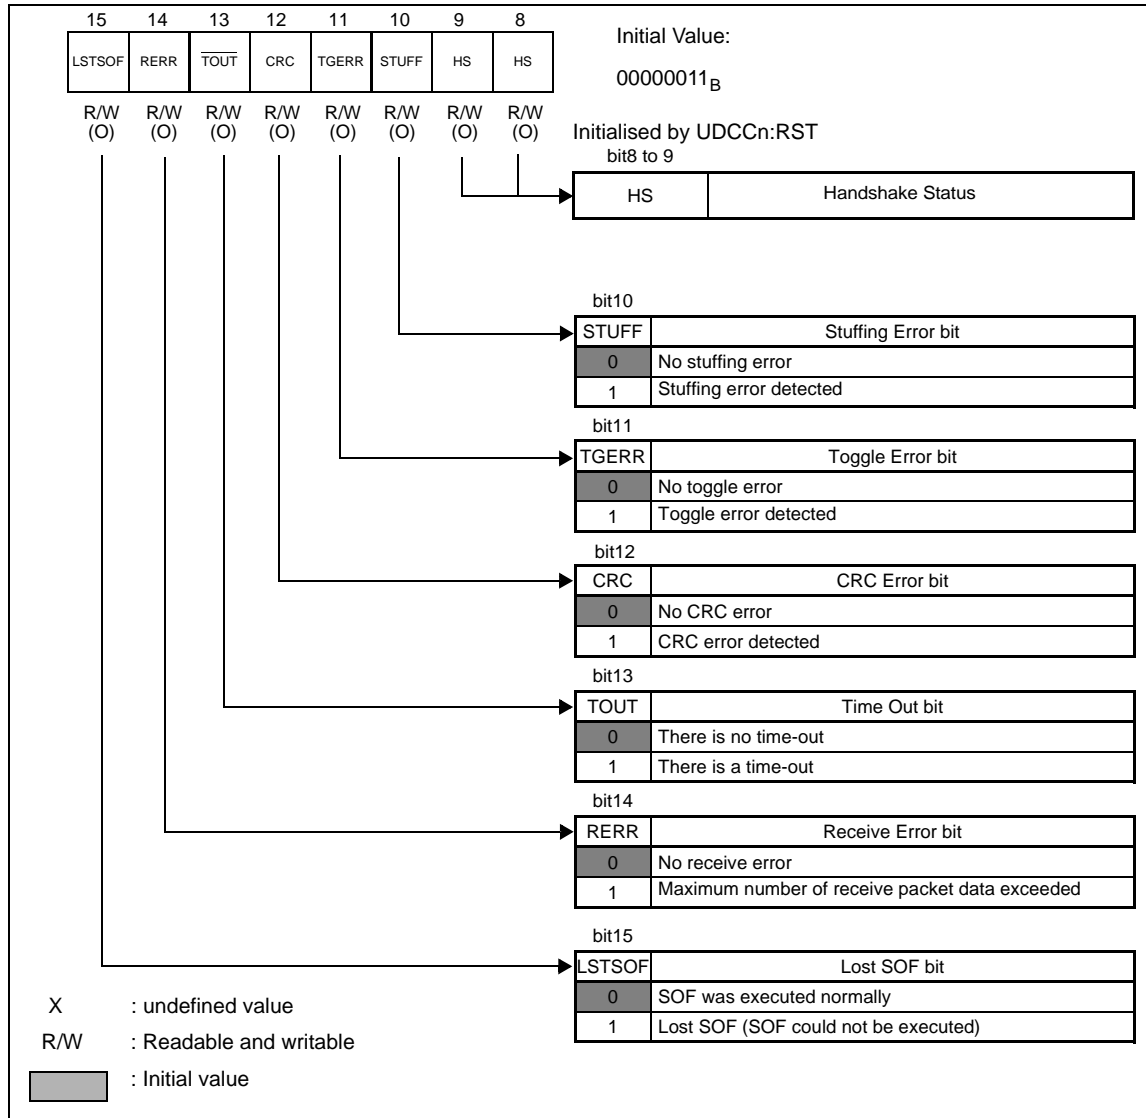 15 14 13 12 11 10 9 8
LSTSOF RERR TOUT CRC TGERR STUFF HS HS
R/W R/W R/W R/W R/W R/W R/W R/W
(O) (O) (O) (O) (O) (O) (O) (O)
Initial Value:
00000011B
Initialised by UDCCn:RST
bit8 to 9
HS Handshake Status
bit10
STUFF Stuffing Error bit
0 No stuffing error
1 Stuffing error detected
bit11
TGERR Toggle Error bit
0 No toggle error
1 Toggle error detected
bit12
CRC CRC Error bit
0 No CRC error
1 CRC error detected
bit13
TOUT Time Out bit
0 There is no time-out
1 There is a time-out
bit14
RERR Receive Error bit
0 No receive error
1 Maximum number of receive packet data exceeded
bit15
LSTSOF Lost SOF bit
0 SOF was executed normally
1 Lost SOF (SOF could not be executed)
X : undefined value
R/W : Readable and writable
: Initial value